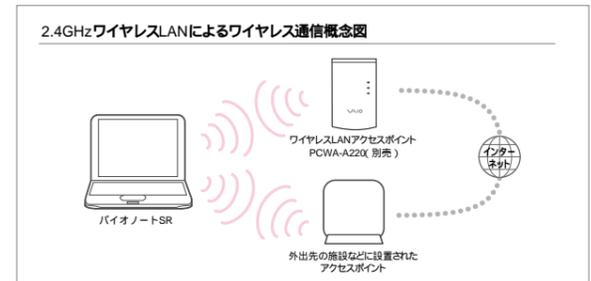 2.4GHzワイヤレスLANによるワイヤレス通信概念図
VAIO
ワイヤレスLANアクセスポイント
PCWA-A220(別売)
インター
ネット
バイオノートSR
外出先の施設などに設置された
アクセスポイント